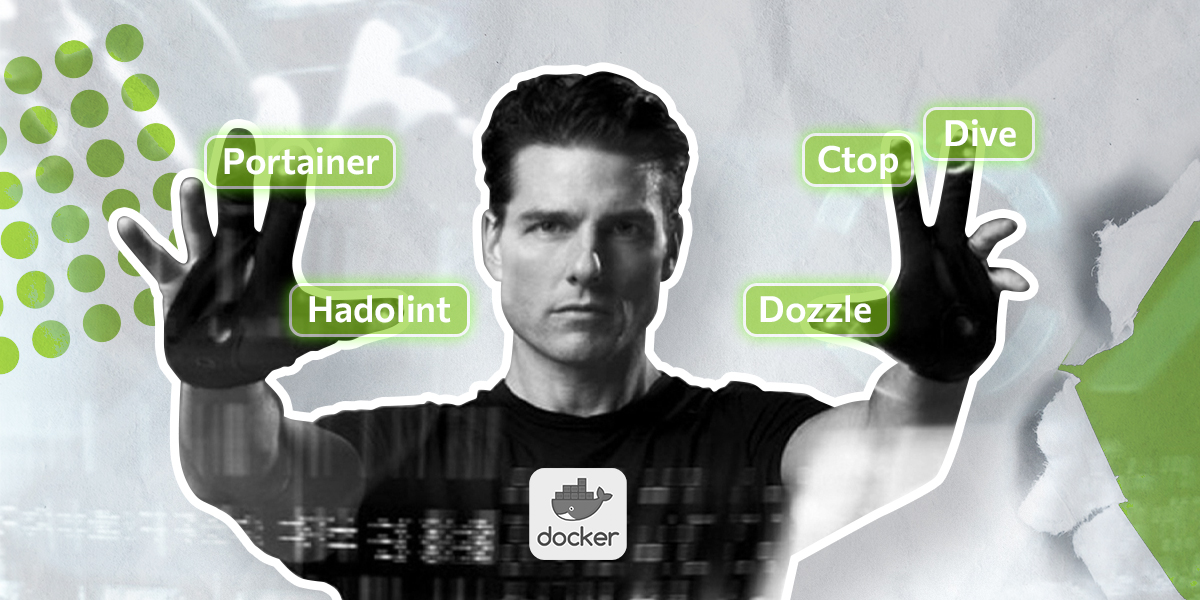 Portainer
Hadolint
Ctop
Dive
Dozzle
docker